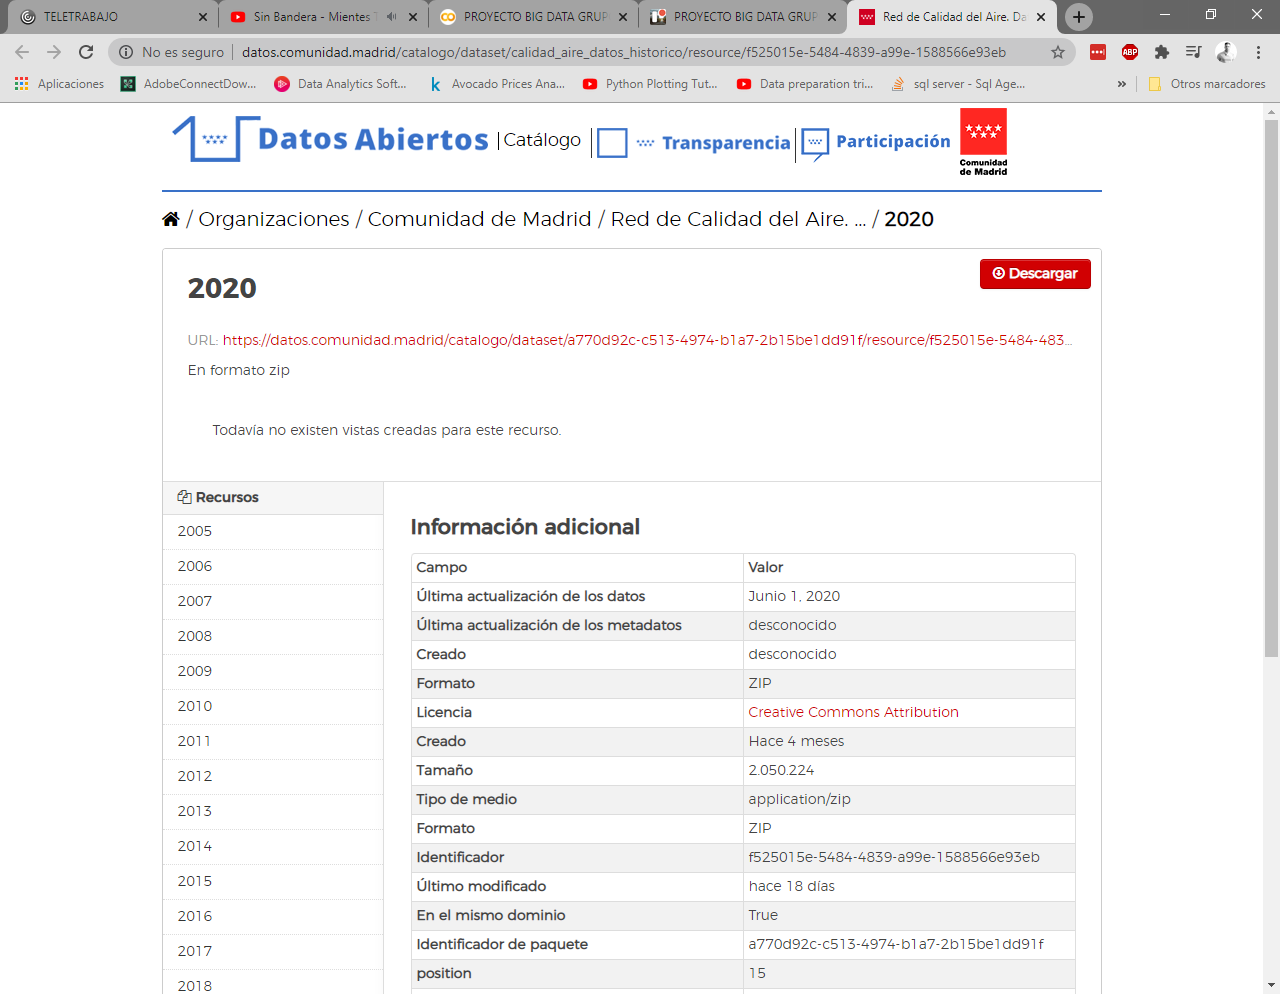 TELETRABAJO
Sin Bandera - Mientes T
PROYECTO BIG DATA GRUP
PROYECTO BIG DATA GRUP
Red de Calidad del Aire. Da
No es seguro | datos.comunidad.madrid/catalogo/dataset/calidad_aire_datos_historico/resource/f525015e-5484-4839-a99e-1588566e93eb
ABP
Aplicaciones
AdobeConnectDow...
Data Analytics Soft...
Avocado Prices Ana...
Python Plotting Tut...
Data preparation tri...
sql server - Sql Age...
»
Otros marcadores
Datos Abiertos
|Catálogo
Transparencia
Participación
Comunidad
de Madrid
/ Organizaciones / Comunidad de Madrid / Red de Calidad del Aire. ... / 2020
2020
Descargar
URL: https://datos.comunidad.madrid/catalogo/dataset/a770d92c-c513-4974-b1a7-2b15be1dd91f/resource/f525015e-5484-483...
En formato zip
Todavía no existen vistas creadas para este recurso.
Recursos
2005
2006
2007
2008
2009
2010
2011
2012
2013
2014
2015
2016
2017
2018
Información adicional
Campo Valor
Última actualización de los datos Junio 1, 2020
Última actualización de los metadatos desconocido
Creado desconocido
Formato ZIP
Licencia Creative Commons Attribution
Creado Hace 4 meses
Tamaño 2.050.224
Tipo de medio application/zip
Formato ZIP
Identificador f525015e-5484-4839-a99e-1588566e93eb
Último modificado hace 18 días
En el mismo dominio True
Identificador de paquete a770d92c-c513-4974-b1a7-2b15be1dd91f
position 15